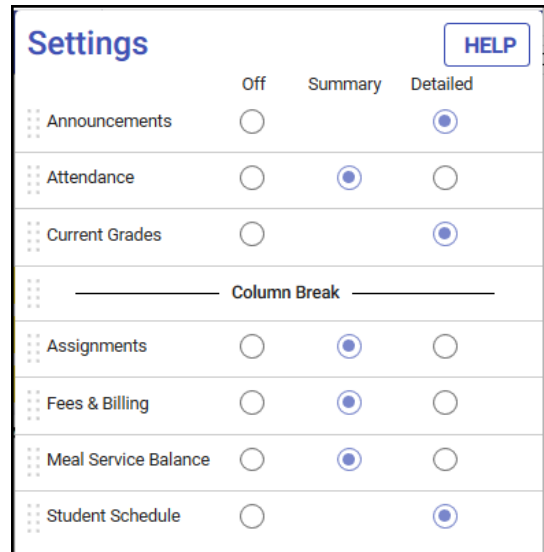 Settings
HELP
Off Summary Detailed
Announcements
Attendance
Current Grades
Column Break
Assignments
Fees & Billing
Meal Service Balance
Student Schedule